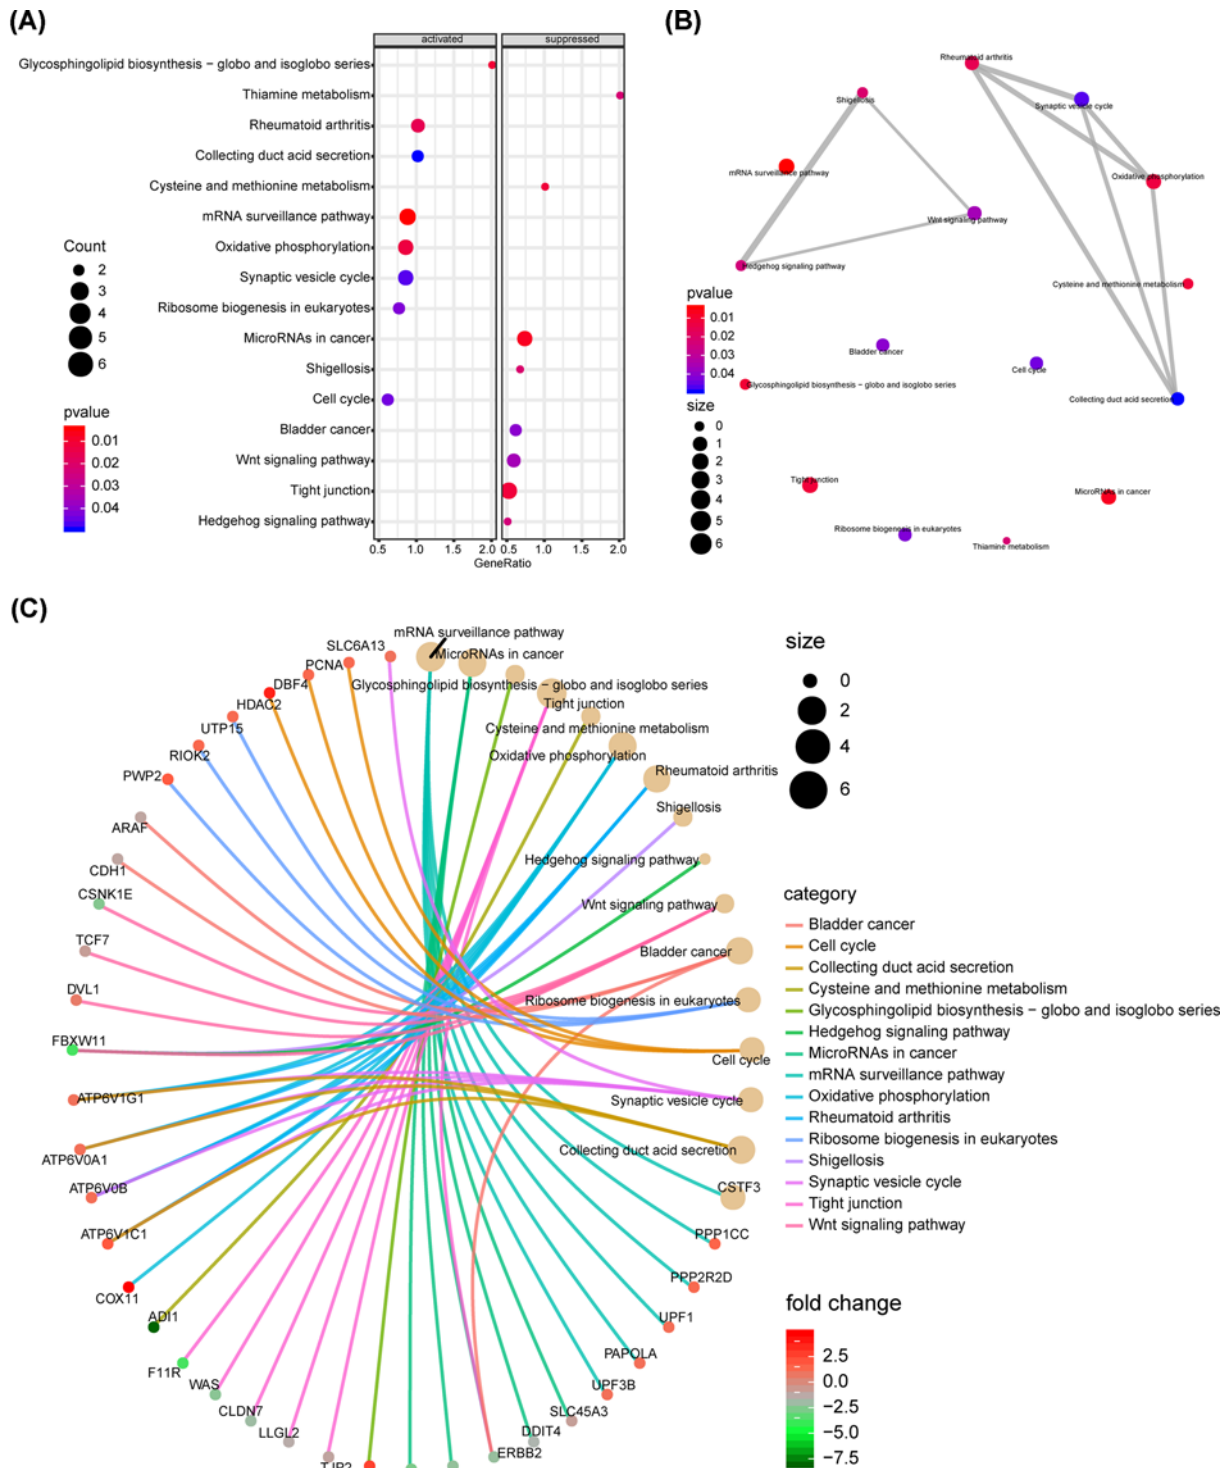 (A)
activated
suppressed
Glycosphingolipid biosynthesis − globo and isoglobo series
Thiamine metabolism
Rheumatoid arthritis
Collecting duct acid secretion
Cysteine and methionine metabolism
mRNA surveillance pathway
Oxidative phosphorylation
Synaptic vesicle cycle
Ribosome biogenesis in eukaryotes
MicroRNAs in cancer
Shigellosis
Cell cycle
Bladder cancer
Wnt signaling pathway
Tight junction
Hedgehog signaling pathway
0.5 1.0 1.5 2.0 0.5 1.0 1.5 2.0
GeneRatio
Count
2
3
4
5
6
pvalue
0.01
0.02
0.03
0.04
(B)
Rheumatoid arthritis
Shigellosis
Synaptic vesicle cycle
mRNA surveillance pathway
Oxidative phosphorylation
Wnt signaling pathway
Hedgehog signaling pathway
Cysteine and methionine metabolism
Bladder cancer
Cell cycle
Glycosphingolipid biosynthesis − globo and isoglobo series
Collecting duct acid secretion
Tight junction
MicroRNAs in cancer
Ribosome biogenesis in eukaryotes
Thiamine metabolism
pvalue
0.01
0.02
0.03
0.04
size
0
1
2
3
4
5
6
(C)
mRNA surveillance pathway
MicroRNAs in cancer
Glycosphingolipid biosynthesis − globo and isoglobo series
Tight junction
Cysteine and methionine metabolism
Oxidative phosphorylation
Rheumatoid arthritis
Shigellosis
Hedgehog signaling pathway
Wnt signaling pathway
Bladder cancer
Ribosome biogenesis in eukaryotes
Cell cycle
Synaptic vesicle cycle
Collecting duct acid secretion
CSTF3
PPP1CC
PPP2R2D
UPF1
PAPOLA
UPF3B
SLC45A3
DDIT4
ERBB2
TJP2
LLGL2
CLDN7
WAS
F11R
ADI1
COX11
ATP6V1C1
ATP6V0B
ATP6V0A1
ATP6V1G1
FBXW11
DVL1
TCF7
CSNK1E
CDH1
ARAF
PWP2
RIOK2
UTP15
HDAC2
DBF4
PCNA
SLC6A13
size
0
2
4
6
category
Bladder cancer
Cell cycle
Collecting duct acid secretion
Cysteine and methionine metabolism
Glycosphingolipid biosynthesis − globo and isoglobo series
Hedgehog signaling pathway
MicroRNAs in cancer
mRNA surveillance pathway
Oxidative phosphorylation
Rheumatoid arthritis
Ribosome biogenesis in eukaryotes
Shigellosis
Synaptic vesicle cycle
Tight junction
Wnt signaling pathway
fold change
2.5
0.0
−2.5
−5.0
−7.5